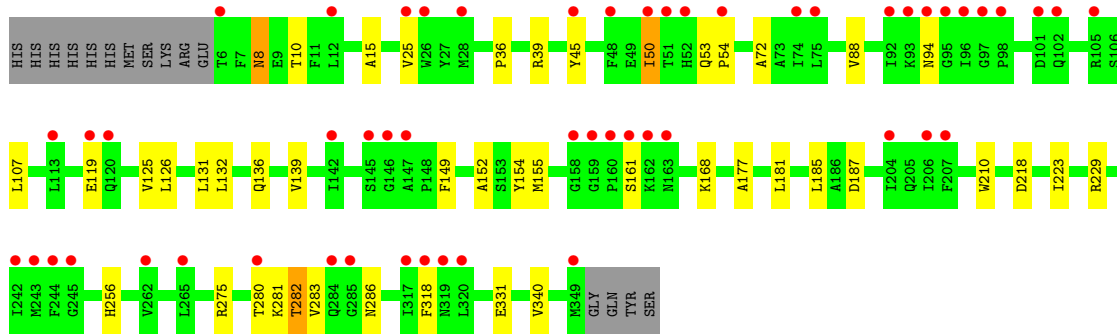 HIS HIS HIS HIS HIS HIS MET SER LYS ARG GLU T6 F7 N8 E9 T10 F11 L12 A15 V25 W26 Y27 M28 P36 R39 Y45 F48 E49 I50 T51 H52 Q53 P54 A72 A73 I74 L75 V88 I92 K93 N94 G95 I96 G97 P98 D101 Q102 R105 S106
L107 L113 E119 Q120 V125 L126 L131 L132 Q136 V139 I142 S145 G146 A147 P148 F149 A152 S153 Y154 M155 G158 G159 P160 S161 K162 N163 K168 A177 L181 L185 A186 D187 I204 Q205 I206 F207 W210 D218 I223 R229
I242 M243 F244 G245 H256 V262 L265 R275 T280 K281 T282 V283 Q284 G285 N286 I317 F318 N319 L320 E331 V340 M349 GLY GLN TYR SER